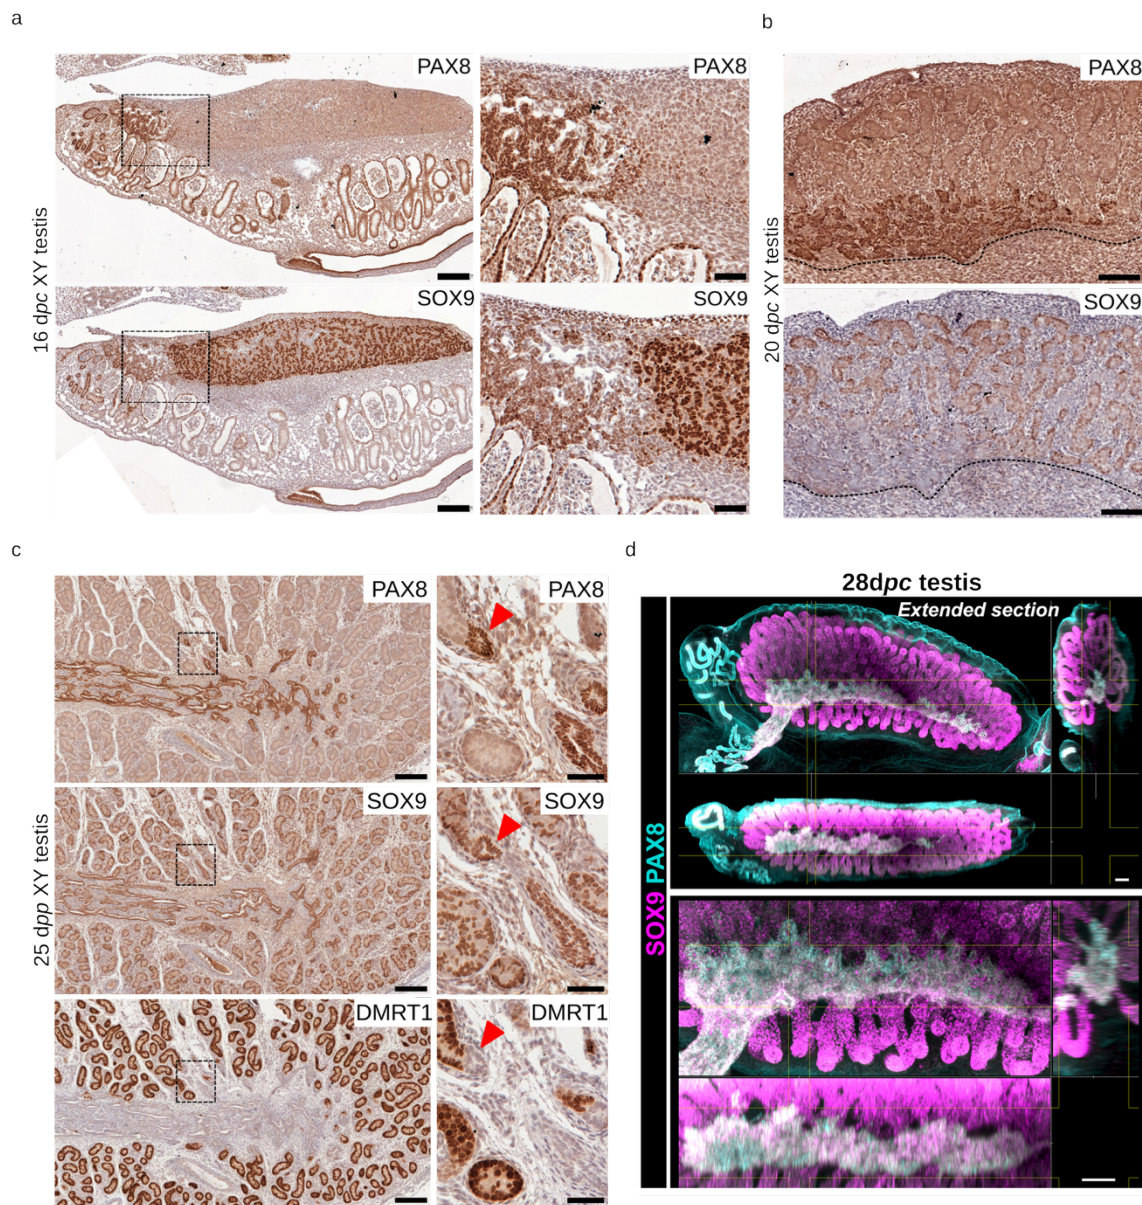 a
b
PAX8
PAX8
PAX8
16 dpc XY testis
SOX9
SOX9
20 dpc XY testis
SOX9
c
d
PAX8
PAX8
28dpc testis
Extended section
25 dpp XY testis
SOX9
SOX9
SOX9 PAX8
DMRT1
DMRT1